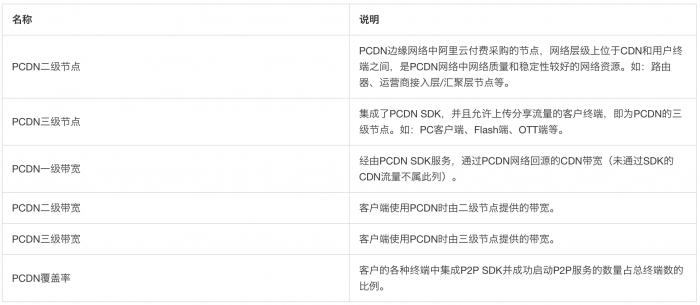 名称
说明
PCDN二级节点
PCDN边缘网络中阿里云付费采购的节点，网络层级上位于CDN和用户终
端之间，是PCDN网络中网络质量和稳定性较好的网络资源。如：路由
器、运营商接入层/汇聚层节点等。
PCDN三级节点
集成了PCDN SDK，并且允许上传分享流量的客户终端，即为PCDN的三
级节点。如：PC客户端、Flash端、OTT端等。
PCDN一级带宽
经由PCDN SDK服务，通过PCDN网络回源的CDN带宽（未通过SDK的
CDN流量不属此列）。
PCDN二级带宽
客户端使用PCDN时由二级节点提供的带宽。
PCDN三级带宽
客户端使用PCDN时由三级节点提供的带宽。
PCDN覆盖率
客户的各种终端中集成P2P SDK并成功启动P2P服务的数量占总终端数的
比例。